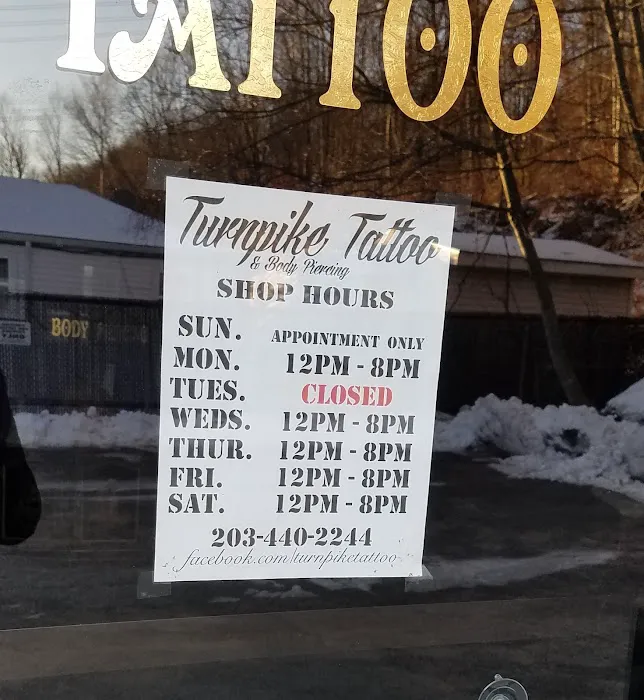 TATTOO
Turnpike Tattoo
& Body Piercing
SHOP HOURS
SUN. APPOINTMENT ONLY
MON. 12PM - 8PM
TUES. CLOSED
WEDS. 12PM - 8PM
THUR. 12PM - 8PM
FRI. 12PM - 8PM
SAT. 12PM - 8PM
203-440-2244
facebook.com/turnpiketattoo
BODY